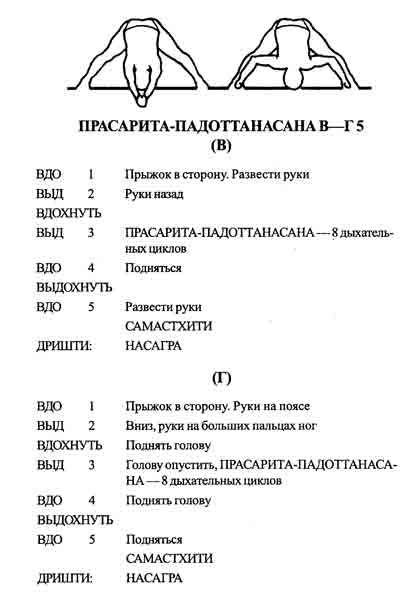 ПРАСАРИТА-ПАДОТТАНАСАНА В—Г 5
(В)
ВДО 1 Прыжок в сторону. Развести руки
ВЫД 2 Руки назад
ВДОХНУТЬ
ВЫД 3 ПРАСАРИТА-ПАДОТТАНАСАНА — 8 дыхатель-
ных циклов
ВДО 4 Подняться
ВЫДОХНУТЬ
ВДО 5 Развести руки
САМАСТХИТИ
ДРИШТИ: НАСАГРА
(Г)
ВДО 1 Прыжок в сторону. Руки на поясе
ВЫД 2 Вниз, руки на больших пальцах ног
ВДОХНУТЬ Поднять голову
ВЫД 3 Голову опустить, ПРАСАРИТА-ПАДОТТАНАСА-
НА — 8 дыхательных циклов
ВДО 4 Поднять голову
ВЫДОХНУТЬ
ВДО 5 Подняться
САМАСТХИТИ
ДРИШТИ: НАСАГРА